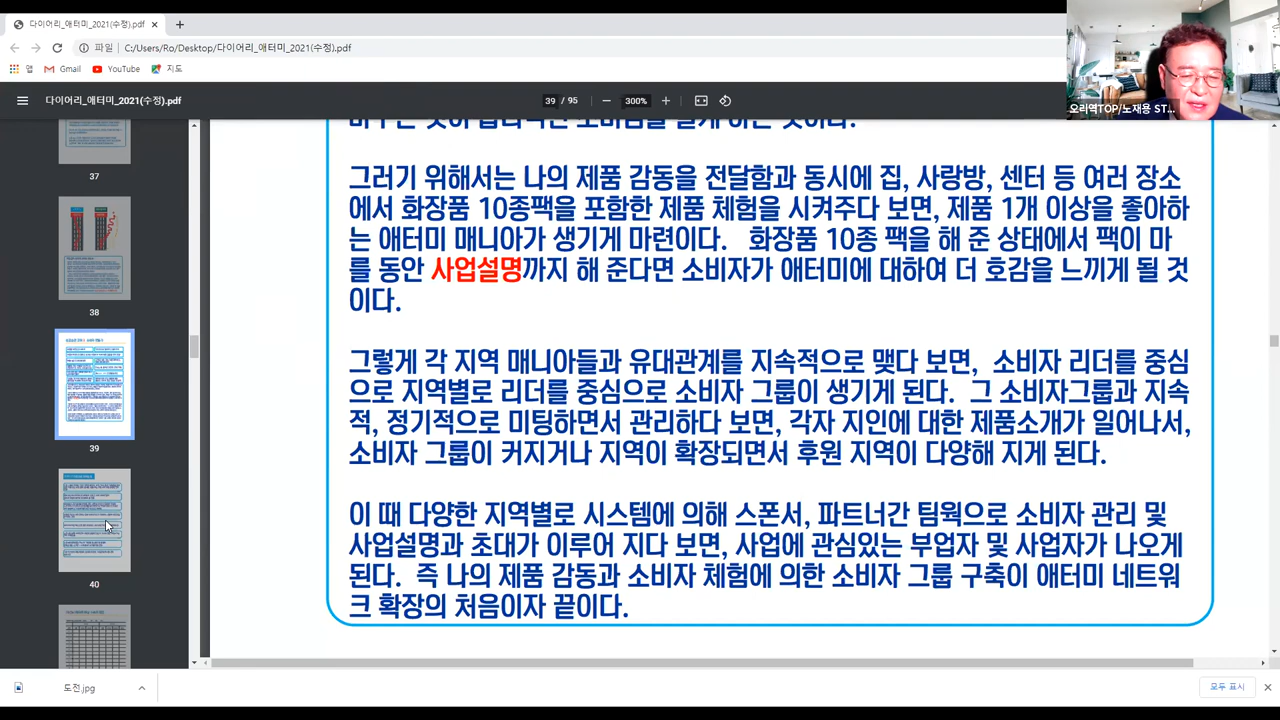 다이어리_애터미_2021(수정).pdf
파일
C:/Users/Ro/Desktop/다이어리_애터미_2021(수정).pdf
앱
Gmail
YouTube
지도
다이어리_애터미_2021(수정).pdf
39 / 95
300%
오리역TOP/노재용 ST...
37
38
39
40
그러기 위해서는 나의 제품 감동을 전달함과 동시에 집, 사랑방, 센터 등 여러 장소
에서 화장품 10종팩을 포함한 제품 체험을 시켜주다 보면, 제품 1개 이상을 좋아하
는 애터미 매니아가 생기게 마련이다. 화장품 10종 팩을 해 준 상태에서 팩이 마
를 동안 사업설명까지 해 준다면 소비자가 애터미에 대하여 더 호감을 느끼게 될 것
이다.
그렇게 각 지역 매니아들과 유대관계를 지속적으로 맺다 보면, 소비자 리더를 중심
으로 지역별로 리더를 중심으로 소비자 그룹이 생기게 된다. 그 소비자그룹과 지속
적, 정기적으로 미팅하면서 관리하다 보면, 각자 지인에 대한 제품소개가 일어나서,
소비자 그룹이 커지거나 지역이 확장되면서 후원 지역이 다양해 지게 된다.
이 때 다양한 지역별로 시스템에 의해 스폰서, 파트너간 팀웍으로 소비자 관리 및
사업설명과 초대가 이루어 지다 보면, 사업에 관심있는 부업자 및 사업자가 나오게
된다. 즉 나의 제품 감동과 소비자 체험에 의한 소비자 그룹 구축이 애터미 네트워
크 확장의 처음이자 끝이다.
도전.jpg
모두 표시